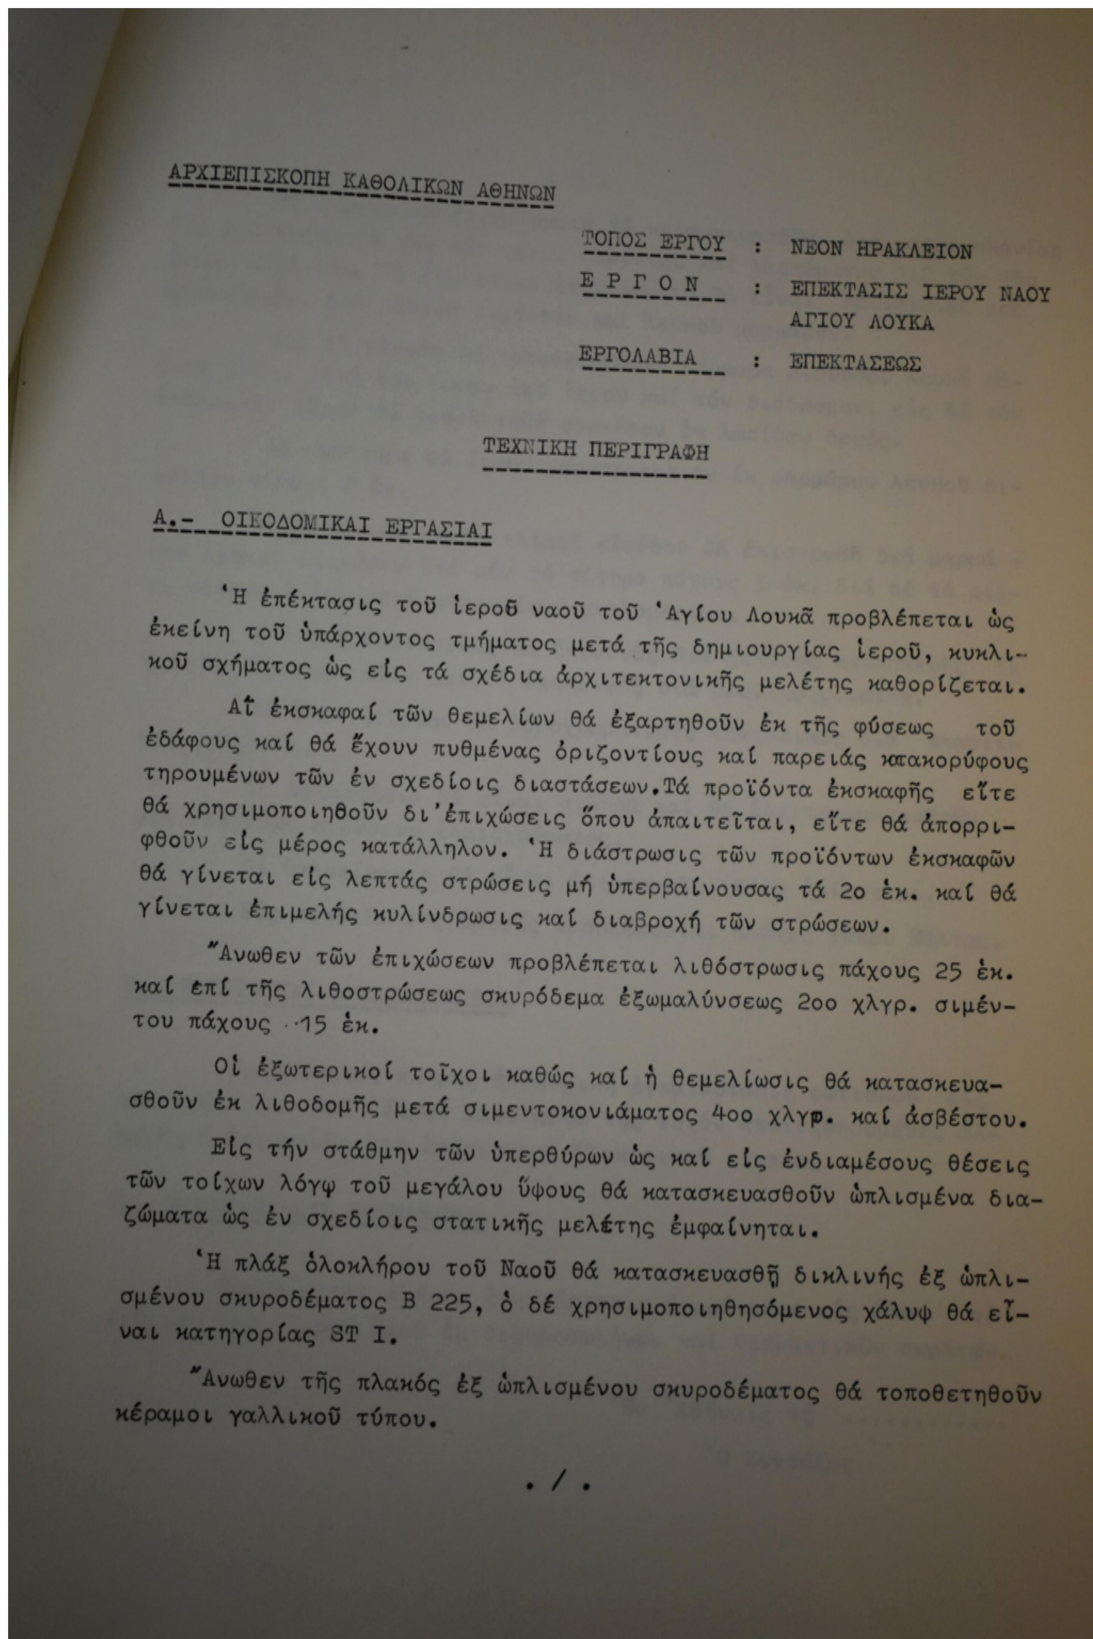 ΑΡΧΙΕΠΙΣΚΟΠΗ ΚΑΘΟΛΙΚΩΝ ΑΘΗΝΩΝ
ΤΟΠΟΣ ΕΡΓΟΥ : ΝΕΟΝ ΗΡΑΚΛΕΙΟΝ
Ε Ρ Γ Ο Ν : ΕΠΕΚΤΑΣΙΣ ΙΕΡΟΥ ΝΑΟΥ
ΑΓΙΟΥ ΛΟΥΚΑ
ΕΡΓΟΛΑΒΙΑ : ΕΠΕΚΤΑΣΕΩΣ
ΤΕΧΝΙΚΗ ΠΕΡΙΓΡΑΦΗ
Α.- ΟΙΚΟΔΟΜΙΚΑΙ ΕΡΓΑΣΙΑΙ
Ἡ ἐπέκτασις τοῦ ἱεροῦ ναοῦ τοῦ Ἁγίου Λουκᾶ προβλέπεται ὡς
ἐκείνη τοῦ ὑπάρχοντος τμήματος μετά τῆς δημιουργίας ἱεροῦ, κυκλι-
κοῦ σχήματος ὡς εἰς τά σχέδια ἀρχιτεκτονικῆς μελέτης καθορίζεται.
Αἵ ἐκσκαφαί τῶν θεμελίων θά ἐξαρτηθοῦν ἐκ τῆς φύσεως τοῦ
ἐδάφους καί θά ἔχουν πυθμένας ὁριζοντίους καί παρειάς κατακορύφους
τηρουμένων τῶν ἐν σχεδίοις διαστάσεων.Τά προϊόντα ἐκσκαφῆς εἴτε
θά χρησιμοποιηθοῦν δι'ἐπιχώσεις ὅπου ἀπαιτεῖται, εἴτε θά ἀπορρι-
φθοῦν εἰς μέρος κατάλληλον. Ἡ διάστρωσις τῶν προϊόντων ἐκσκαφῶν
θά γίνεται εἰς λεπτάς στρώσεις μή ὑπερβαίνουσας τά 2ο ἑκ. καί θά
γίνεται ἐπιμελής κυλίνδρωσις καί διαβροχή τῶν στρώσεων.
Ἄνωθεν τῶν ἐπιχώσεων προβλέπεται λιθόστρωσις πάχους 25 ἑκ.
καί ἐπί τῆς λιθοστρώσεως σκυρόδεμα ἐξωμαλύνσεως 2οο χλγρ. σιμέν-
του πάχους 15 ἑκ.
Οἱ ἐξωτερικοί τοῖχοι καθώς καί ἡ θεμελίωσις θά κατασκευα-
σθοῦν ἐκ λιθοδομῆς μετά σιμεντοκονιάματος 4οο χλγρ. καί ἀσβέστου.
Εἰς τήν στάθμην τῶν ὑπερθύρων ὡς καί εἰς ἐνδιαμέσους θέσεις
τῶν τοίχων λόγῳ τοῦ μεγάλου ὕψους θά κατασκευασθοῦν ὡπλισμένα δια-
ζώματα ὡς ἐν σχεδίοις στατικῆς μελέτης ἐμφαίνηται.
Ἡ πλάξ ὁλοκλήρου τοῦ Ναοῦ θά κατασκευασθῇ δικλινής ἐξ ὡπλι-
σμένου σκυροδέματος Β 225, ὁ δέ χρησιμοποιηθησόμενος χάλυψ θά εἶ-
ναι κατηγορίας ST I.
Ἄνωθεν τῆς πλακός ἐξ ὡπλισμένου σκυροδέματος θά τοποθετηθοῦν
κέραμοι γαλλικοῦ τύπου.
. / .